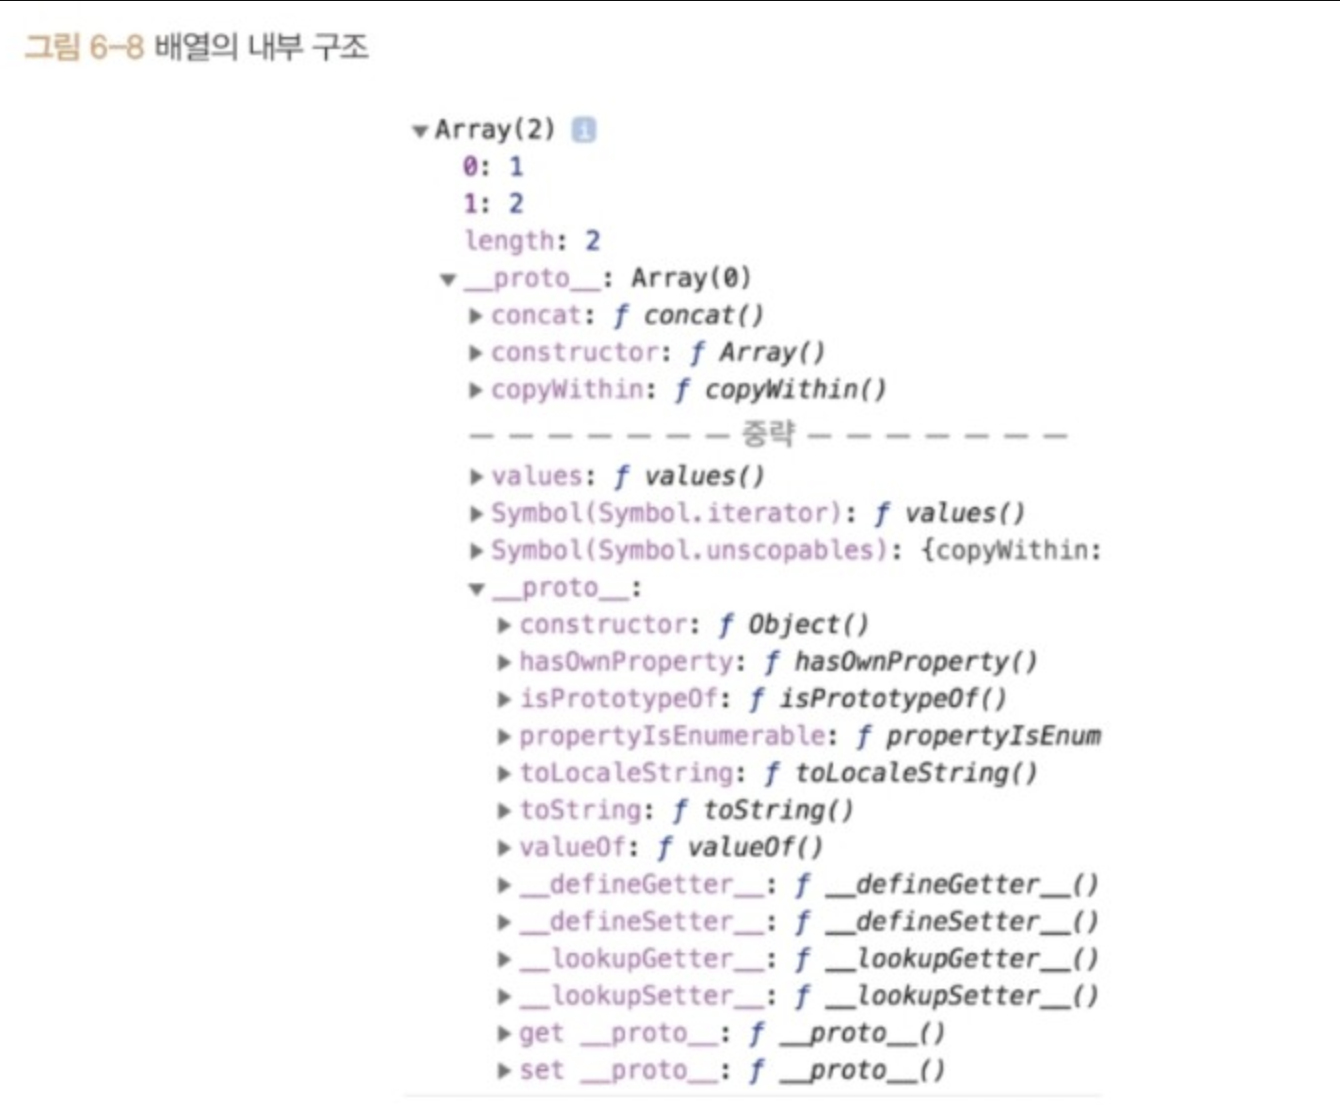 그림 6-8 배열의 내부 구조
▼Array(2) i
0: 1
1: 2
length: 2
▼__proto__: Array(0)
▶concat: ƒ concat()
▶constructor: ƒ Array()
▶copyWithin: ƒ copyWithin()
— — — — — — — 중략 — — — — — — —
▶values: ƒ values()
▶Symbol(Symbol.iterator): ƒ values()
▶Symbol(Symbol.unscopables): {copyWithin:
▼__proto__:
▶constructor: ƒ Object()
▶hasOwnProperty: ƒ hasOwnProperty()
▶isPrototypeOf: ƒ isPrototypeOf()
▶propertyIsEnumerable: ƒ propertyIsEnum
▶toLocaleString: ƒ toLocaleString()
▶toString: ƒ toString()
▶valueOf: ƒ valueOf()
▶__defineGetter__: ƒ __defineGetter__()
▶__defineSetter__: ƒ __defineSetter__()
▶__lookupGetter__: ƒ __lookupGetter__()
▶__lookupSetter__: ƒ __lookupSetter__()
▶get __proto__: ƒ __proto__()
▶set __proto__: ƒ __proto__()